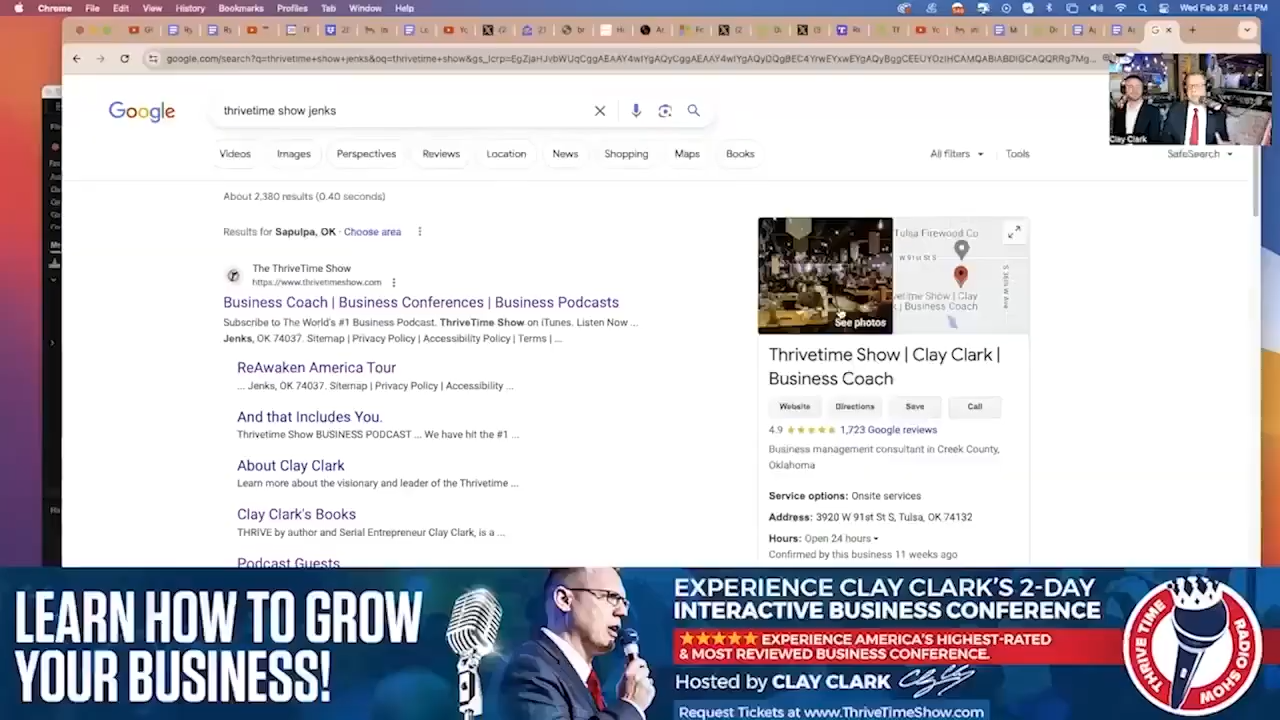 Chrome File Edit View History Bookmarks Profiles Tab Window Help
Wed Feb 28 4:14 PM
Google
thrivetime show jenks
Clay Clark
Videos Images Perspectives Reviews Location News Shopping Maps Books All filters Tools SafeSearch
About 2,380 results (0.40 seconds)
Results for Sapulpa, OK · Choose area
The ThriveTime Show
https://www.thrivetimeshow.com
Business Coach | Business Conferences | Business Podcasts
Subscribe to The World's #1 Business Podcast. ThriveTime Show on iTunes. Listen Now ...
Jenks, OK 74037. Sitemap | Privacy Policy | Accessibility Policy | Terms | ...
ReAwaken America Tour
... Jenks, OK 74037. Sitemap | Privacy Policy | Accessibility ...
And that Includes You.
Thrivetime Show BUSINESS PODCAST ... We have hit the #1 ...
About Clay Clark
Learn more about the visionary and leader of the Thrivetime ...
Clay Clark's Books
THRIVE by author and Serial Entrepreneur Clay Clark, is a ...
Podcast Guests
See photos
Tulsa Firewood Co
W 91st St S
Show | Clay
| Business Coach
Thrivetime Show | Clay Clark |
Business Coach
Website Directions Save Call
4.9 1,723 Google reviews
Business management consultant in Creek County,
Oklahoma
Service options: Onsite services
Address: 3920 W 91st St S, Tulsa, OK 74132
Hours: Open 24 hours
Confirmed by this business 11 weeks ago
LEARN HOW TO GROW
YOUR BUSINESS!
EXPERIENCE CLAY CLARK'S 2-DAY
INTERACTIVE BUSINESS CONFERENCE
EXPERIENCE AMERICA'S HIGHEST-RATED
& MOST REVIEWED BUSINESS CONFERENCE.
Hosted by CLAY CLARK
Request Tickets at www.ThriveTimeShow.com
THRIVE TIME RADIO SHOW